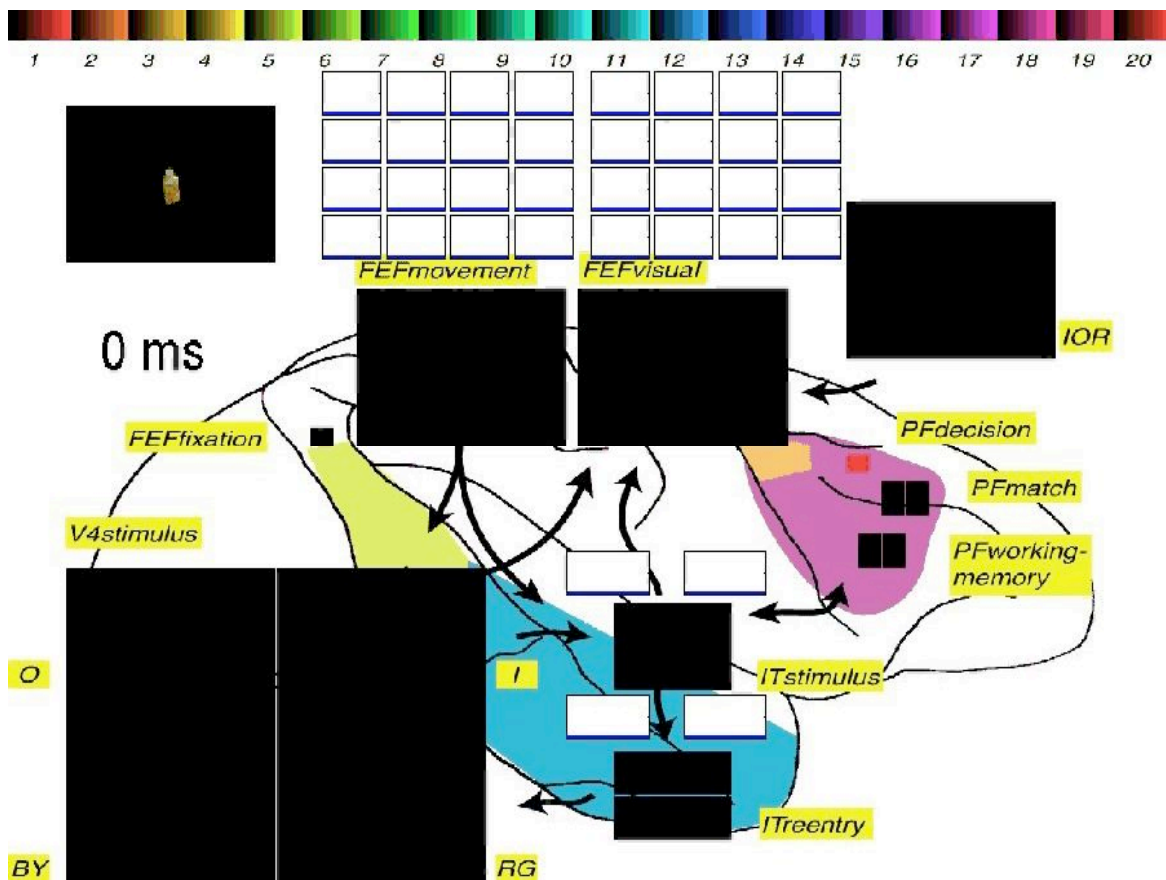 1 2 3 4 5 6 7 8 9 10 11 12 13 14 15 16 17 18 19 20
FEFmovement FEFvisual
IOR
0 ms
FEFfixation
PFdecision
PFmatch
V4stimulus
PFworking-
memory
O
I
ITstimulus
ITreentry
BY
RG